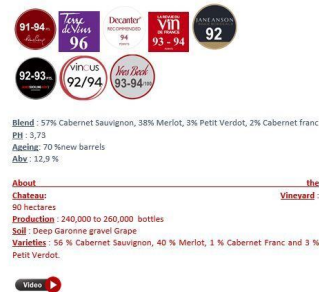 91-94
Terre de Vins
96
Decanter
RECOMMENDED
94
points
LA REVUE DU
Vin
DE FRANCE
93 - 94
JANE ANSON
92
92-93
vinous
92/94
Yves Beck
93-94/100
Blend : 57% Cabernet Sauvignon, 38% Merlot, 3% Petit Verdot, 2% Cabernet franc
PH : 3,73
Ageing: 70 %new barrels
Abv : 12,9 %
About the
Chateau: Vineyard :
90 hectares
Production : 240,000 to 260,000 bottles
Soil : Deep Garonne gravel Grape
Varieties : 56 % Cabernet Sauvignon, 40 % Merlot, 1 % Cabernet Franc and 3 %
Petit Verdot.
Video